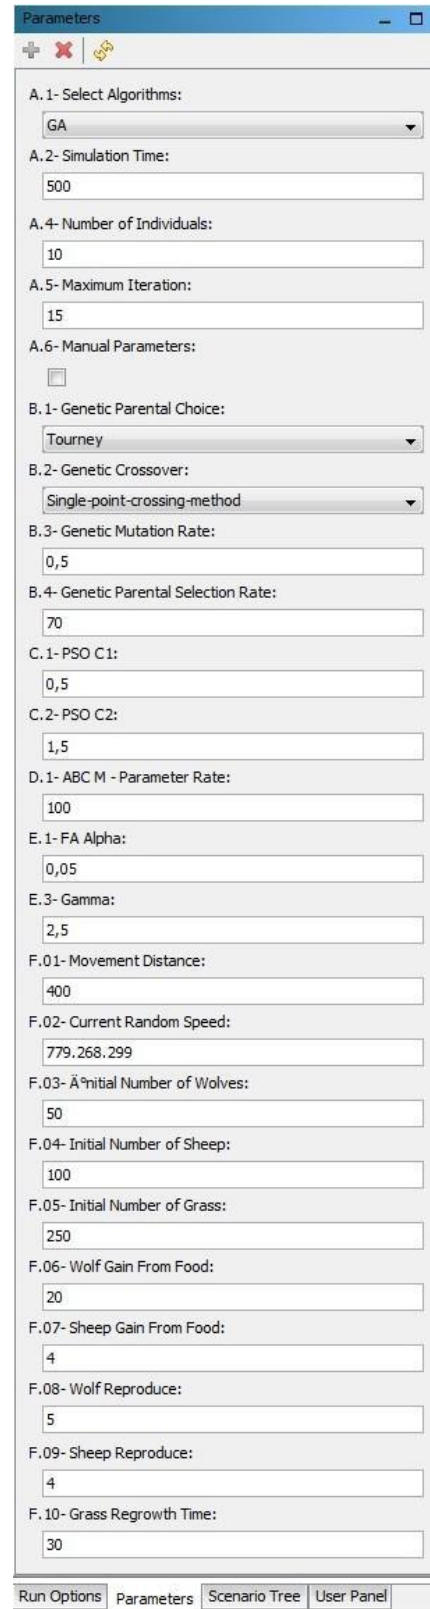 Parameters
A.1- Select Algorithms:
GA
A.2- Simulation Time:
500
A.4- Number of Individuals:
10
A.5- Maximum Iteration:
15
A.6- Manual Parameters:
B.1- Genetic Parental Choice:
Tourney
B.2- Genetic Crossover:
Single-point-crossing-method
B.3- Genetic Mutation Rate:
0,5
B.4- Genetic Parental Selection Rate:
70
C.1- PSO C1:
0,5
C.2- PSO C2:
1,5
D.1- ABC M - Parameter Rate:
100
E.1- FA Alpha:
0,05
E.3- Gamma:
2,5
F.01- Movement Distance:
400
F.02- Current Random Speed:
779.268.299
F.03- Ä°nitial Number of Wolves:
50
F.04- Initial Number of Sheep:
100
F.05- Initial Number of Grass:
250
F.06- Wolf Gain From Food:
20
F.07- Sheep Gain From Food:
4
F.08- Wolf Reproduce:
5
F.09- Sheep Reproduce:
4
F.10- Grass Regrowth Time:
30
Run Options Parameters Scenario Tree User Panel